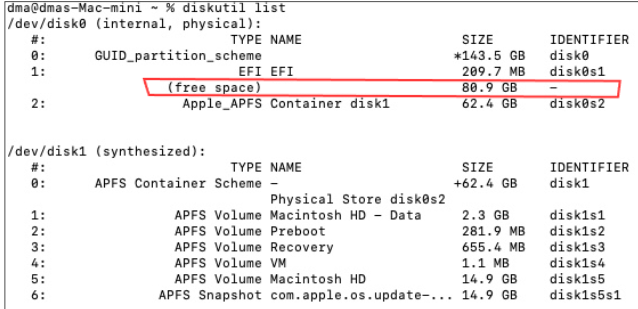 dma@dmas-Mac-mini ~ % diskutil list
/dev/disk0 (internal, physical):
#: TYPE NAME SIZE IDENTIFIER
0: GUID_partition_scheme *143.5 GB disk0
1: EFI EFI 209.7 MB disk0s1
(free space) 80.9 GB -
2: Apple_APFS Container disk1 62.4 GB disk0s2
/dev/disk1 (synthesized):
#: TYPE NAME SIZE IDENTIFIER
0: APFS Container Scheme - +62.4 GB disk1
Physical Store disk0s2
1: APFS Volume Macintosh HD - Data 2.3 GB disk1s1
2: APFS Volume Preboot 281.9 MB disk1s2
3: APFS Volume Recovery 655.4 MB disk1s3
4: APFS Volume VM 1.1 MB disk1s4
5: APFS Volume Macintosh HD 14.9 GB disk1s5
6: APFS Snapshot com.apple.os.update-... 14.9 GB disk1s5s1